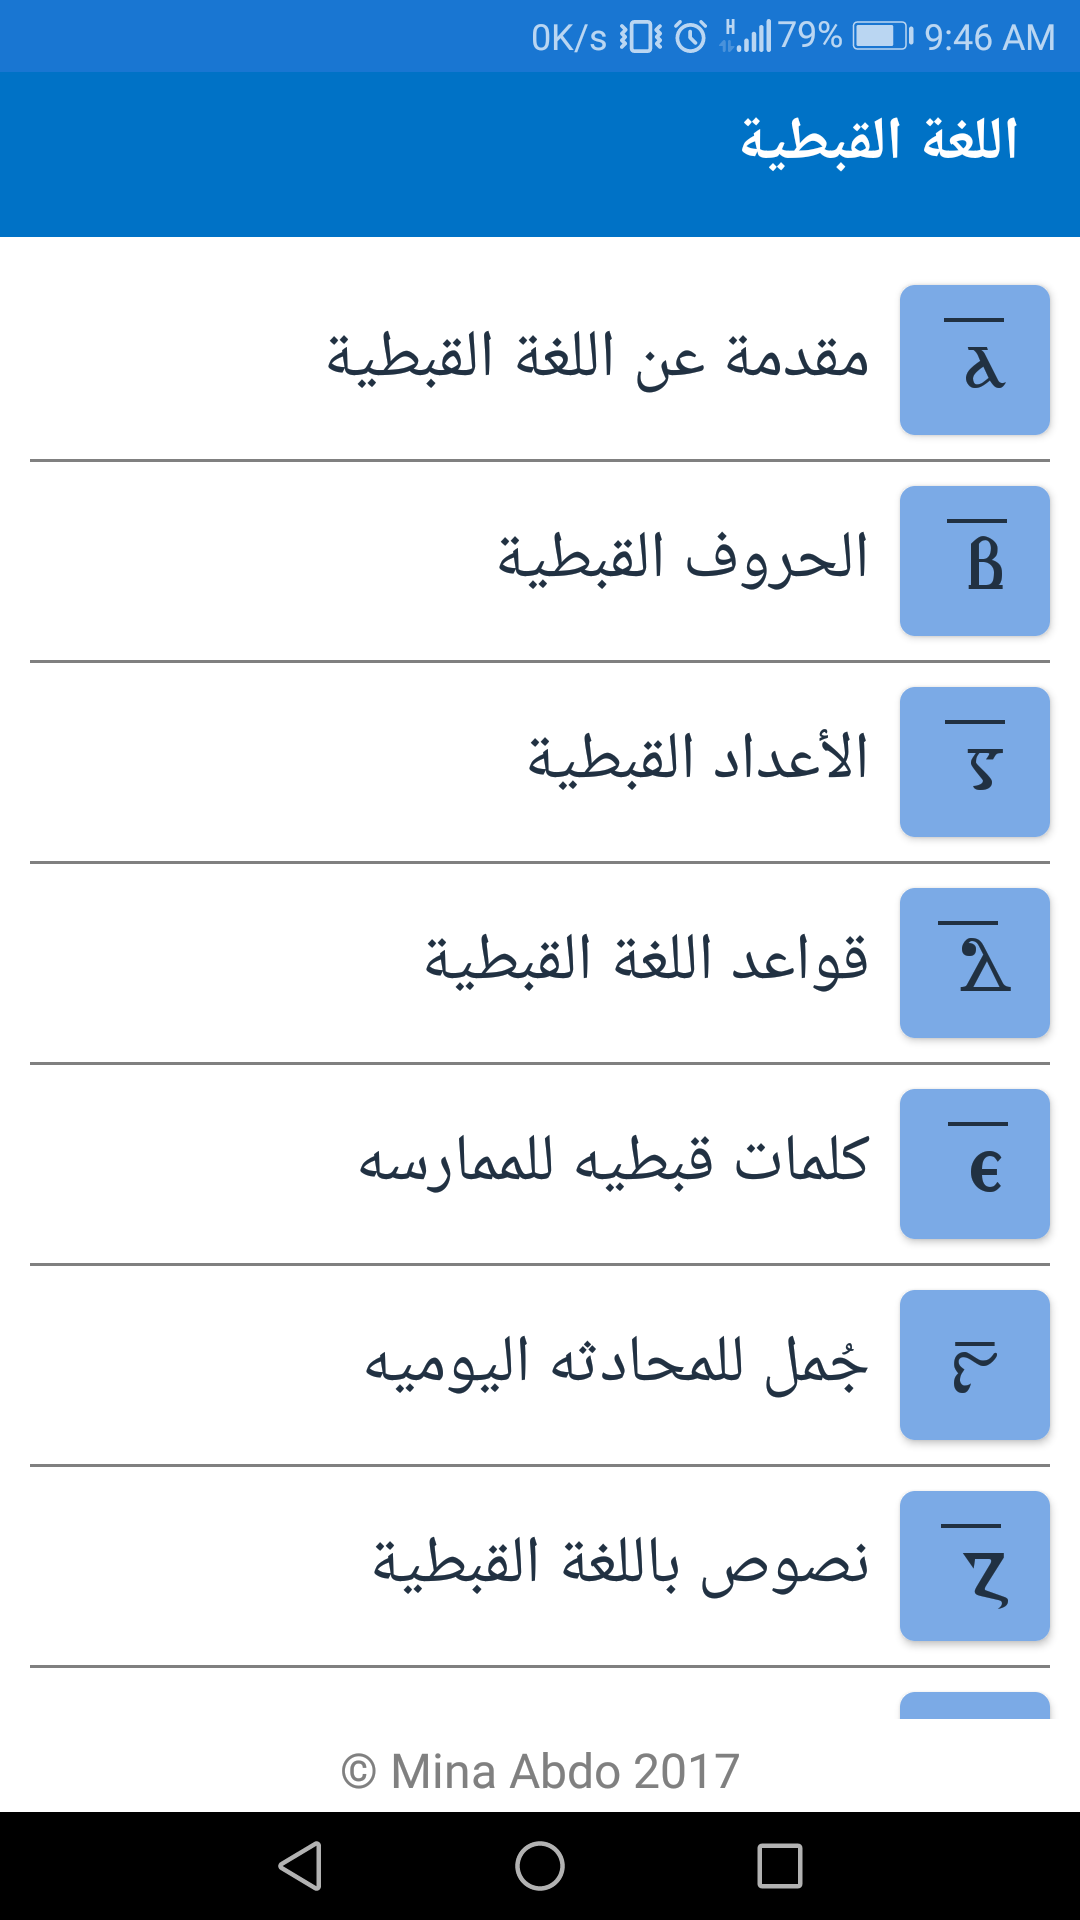 0K/s H 79% 9:46 AM
اللغة القبطية
ⲁ̅ مقدمة عن اللغة القبطية
ⲃ̅ الحروف القبطية
الأعداد القبطية
ⲇ̅ قواعد اللغة القبطية
ⲉ̅ كلمات قبطيه للممارسه
ⲋ̅ جُمل للمحادثه اليوميه
ⲍ̅ نصوص باللغة القبطية
© Mina Abdo 2017